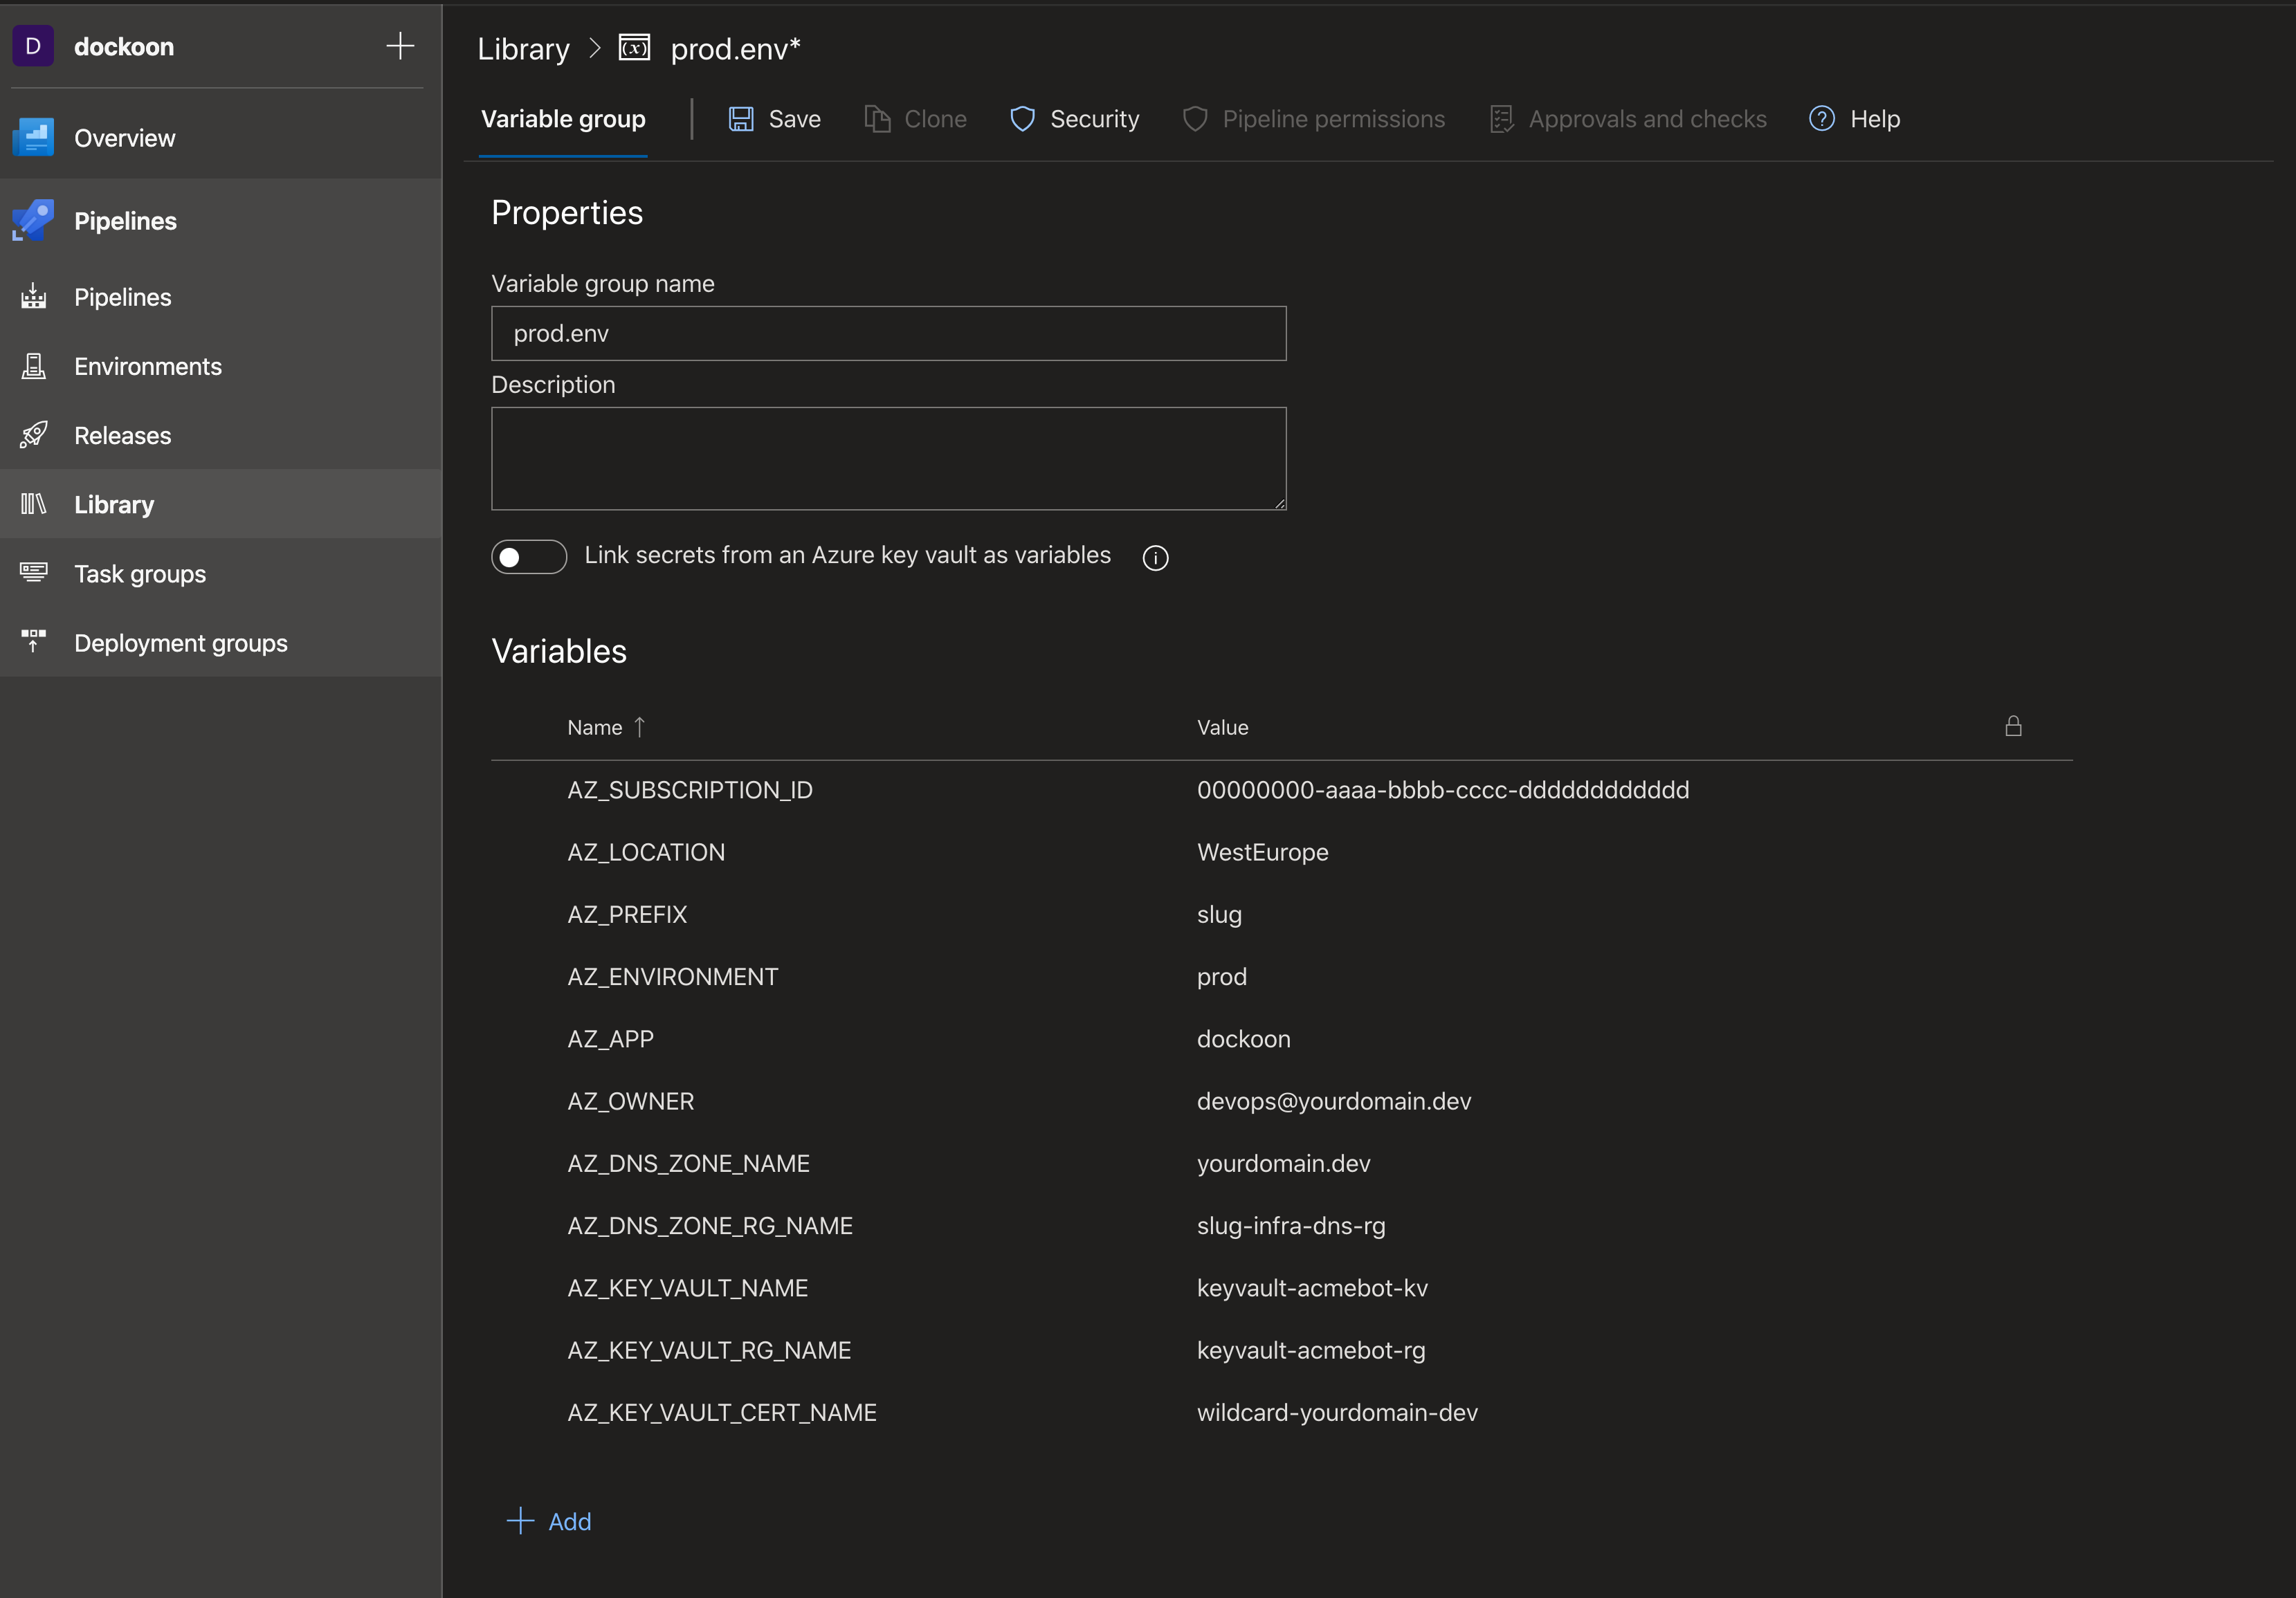 D dockoon
Overview
Pipelines
Pipelines
Environments
Releases
Library
Task groups
Deployment groups
Library > (x) prod.env*
Variable group | Save Clone Security Pipeline permissions Approvals and checks ? Help
Properties
Variable group name
prod.env
Description
Link secrets from an Azure key vault as variables i
Variables
Name ↑ Value
AZ_SUBSCRIPTION_ID 00000000-aaaa-bbbb-cccc-dddddddddddd
AZ_LOCATION WestEurope
AZ_PREFIX slug
AZ_ENVIRONMENT prod
AZ_APP dockoon
AZ_OWNER devops@yourdomain.dev
AZ_DNS_ZONE_NAME yourdomain.dev
AZ_DNS_ZONE_RG_NAME slug-infra-dns-rg
AZ_KEY_VAULT_NAME keyvault-acmebot-kv
AZ_KEY_VAULT_RG_NAME keyvault-acmebot-rg
AZ_KEY_VAULT_CERT_NAME wildcard-yourdomain-dev
+ Add